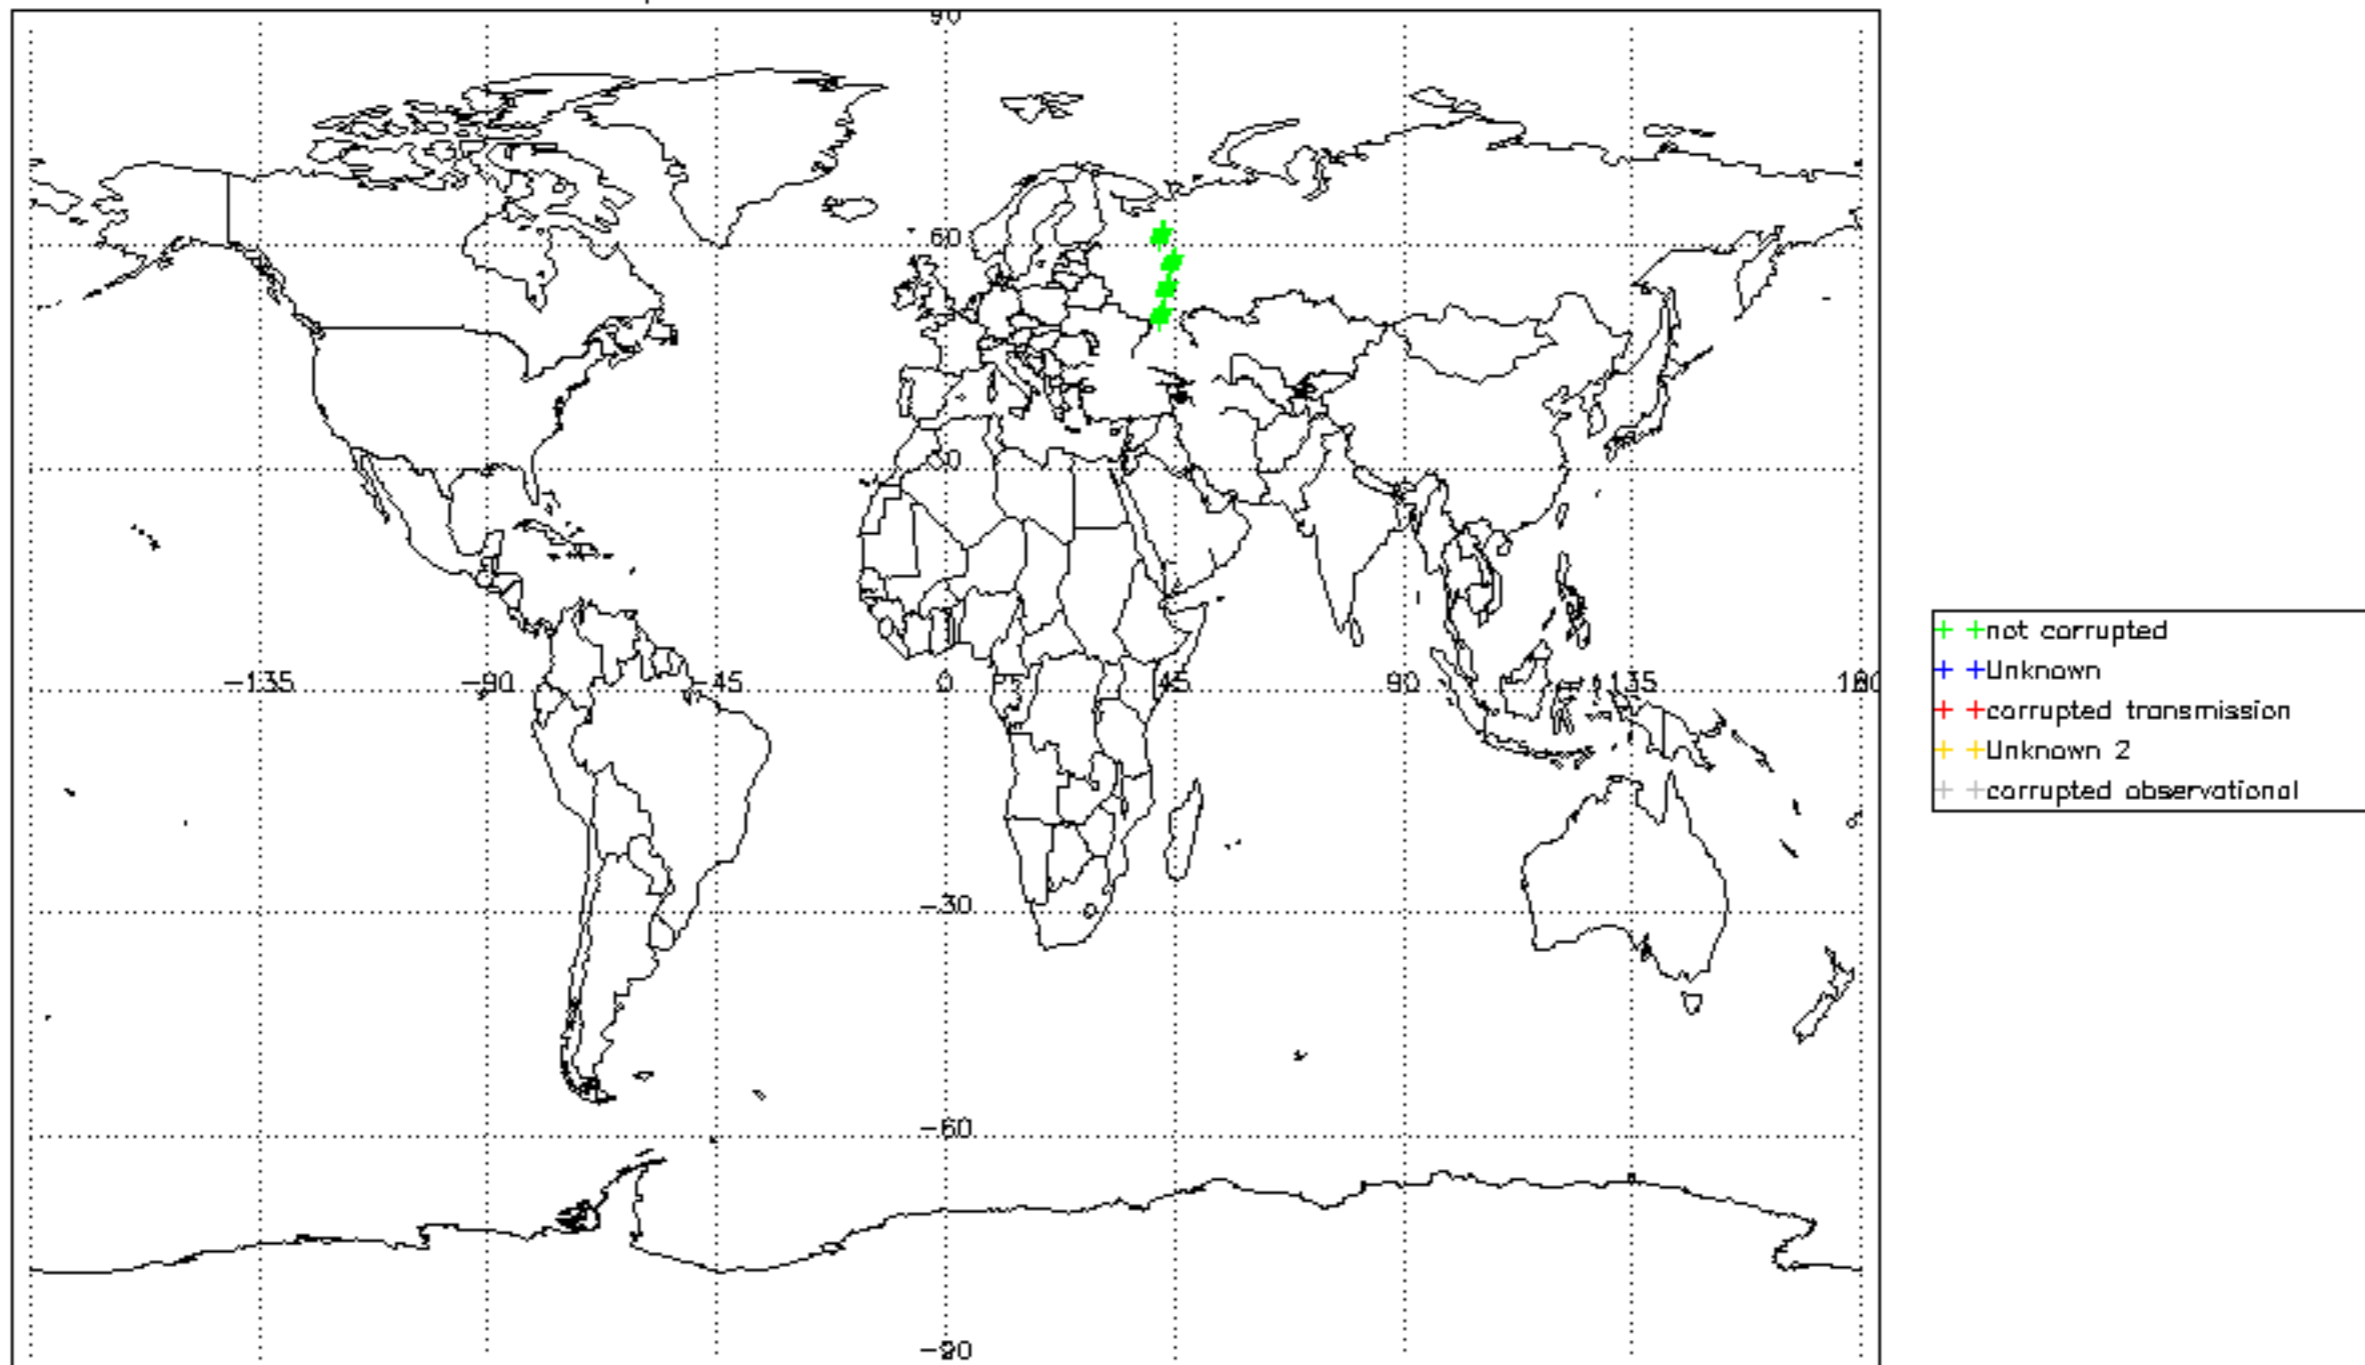 90
60
30
-135 -90 -45 0 45 90 135 180
-30
-60
-90
not corrupted
Unknown
corrupted transmission
Unknown 2
corrupted observational